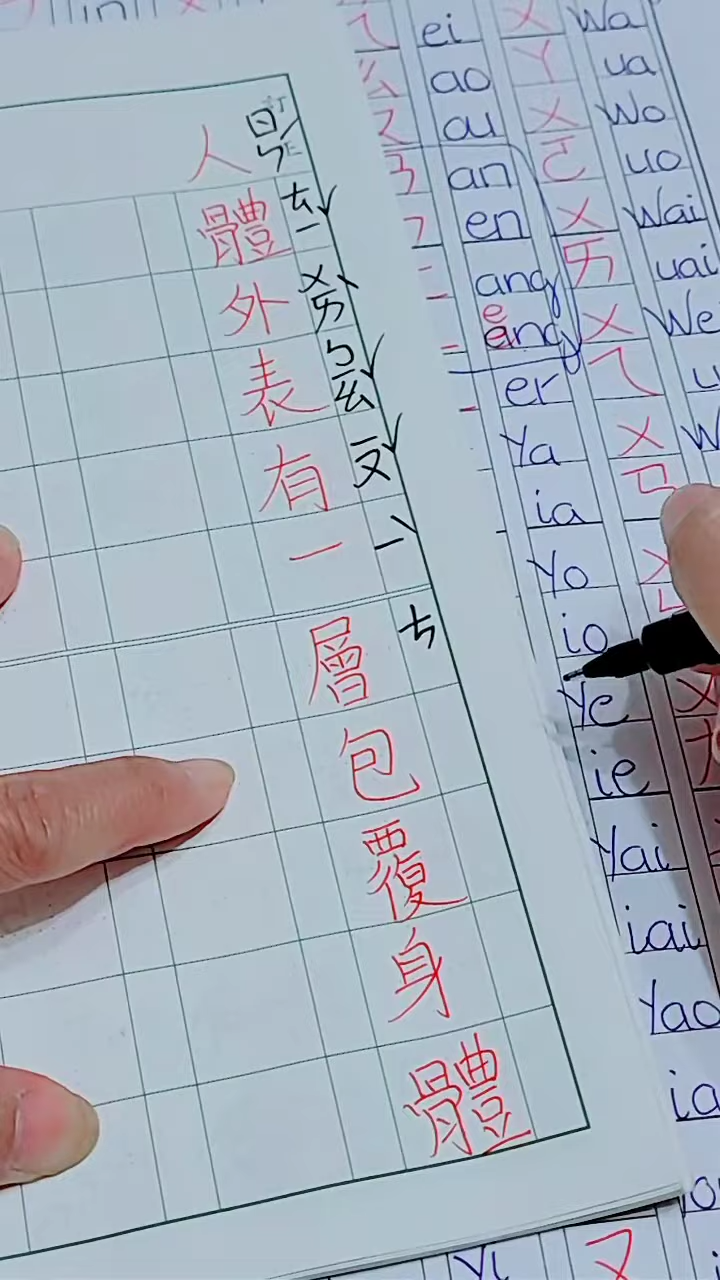 人體外表有一層包覆身體
ㄖㄣˊ
ㄊㄧˇ
ㄨㄞˋ
ㄅㄧㄠˇ
ㄧㄡˇ
ㄧˋ
ㄘ
ei
ao
ou
an
en
ang
eng
er
Ya
ia
Yo
io
Ye
ie
Yai
iai
Yao
ㄨ
ㄚ
ㄨ
ㄛ
ㄨ
ㄞ
ㄨ
ㄟ
ㄨ
ㄢ
Wa
ua
Wo
uo
Wai
uai
Yi
ㄡ